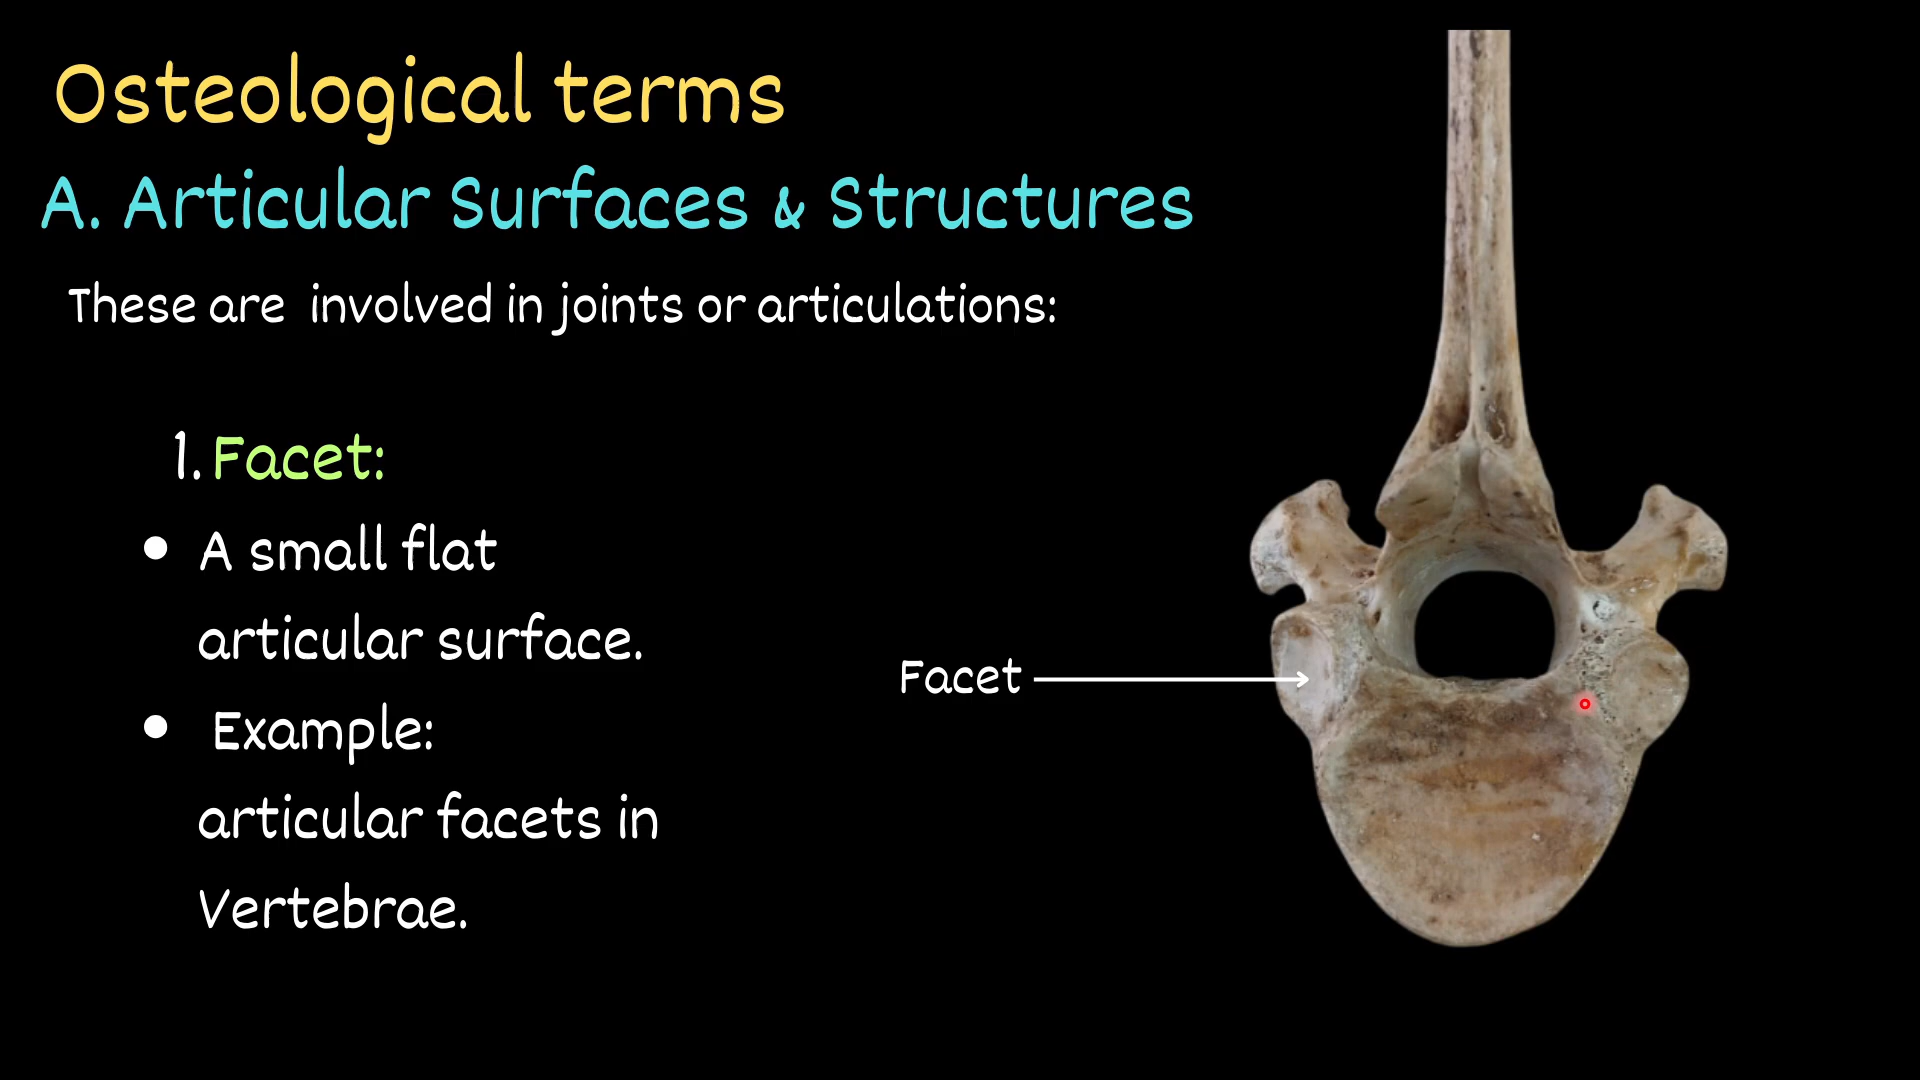 Osteological terms
A. Articular Surfaces & Structures
These are involved in joints or articulations:
1. Facet:
• A small flat
articular surface.
• Example:
articular facets in
Vertebrae.
Facet